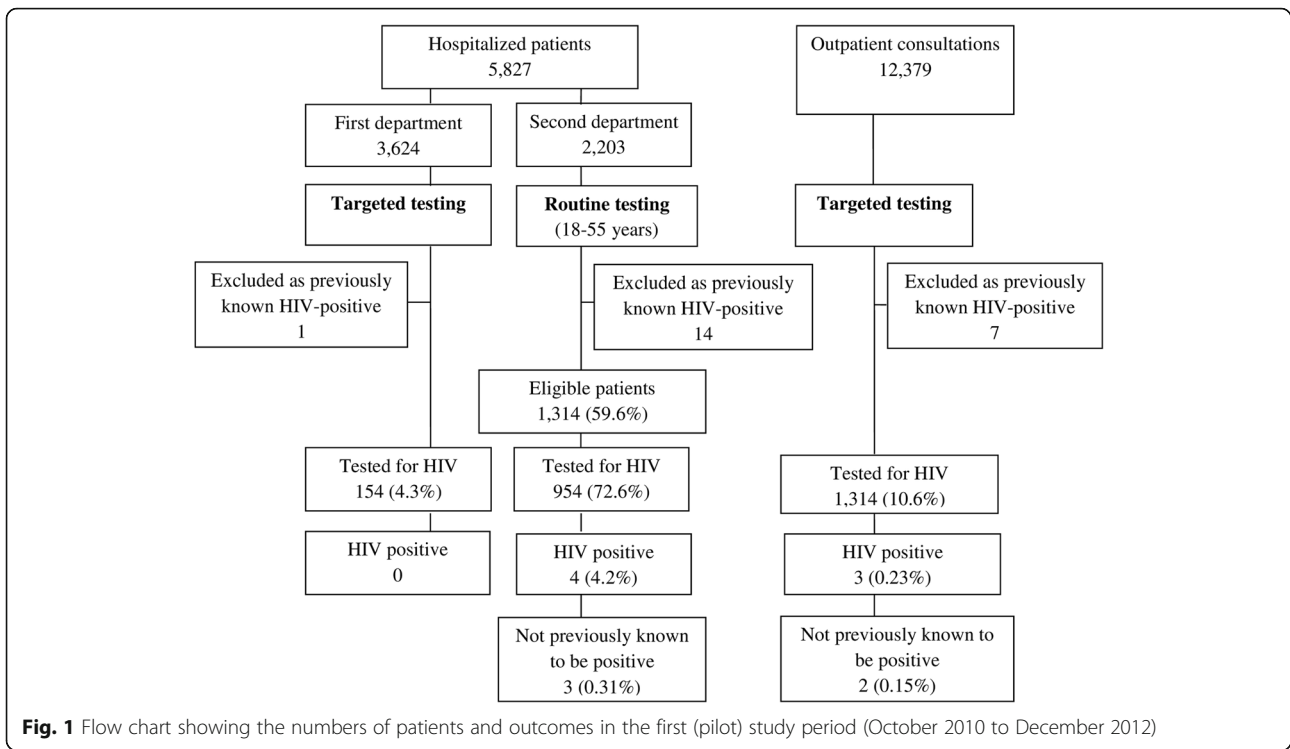 Hospitalized patients
5,827
Outpatient consultations
12,379
First department
3,624
Second department
2,203
Targeted testing
Routine testing
(18-55 years)
Targeted testing
Excluded as previously
known HIV-positive
1
Excluded as previously
known HIV-positive
14
Excluded as previously
known HIV-positive
7
Eligible patients
1,314 (59.6%)
Tested for HIV
154 (4.3%)
Tested for HIV
954 (72.6%)
Tested for HIV
1,314 (10.6%)
HIV positive
0
HIV positive
4 (4.2%)
HIV positive
3 (0.23%)
Not previously known
to be positive
3 (0.31%)
Not previously known to
be positive
2 (0.15%)
Fig. 1 Flow chart showing the numbers of patients and outcomes in the first (pilot) study period (October 2010 to December 2012)